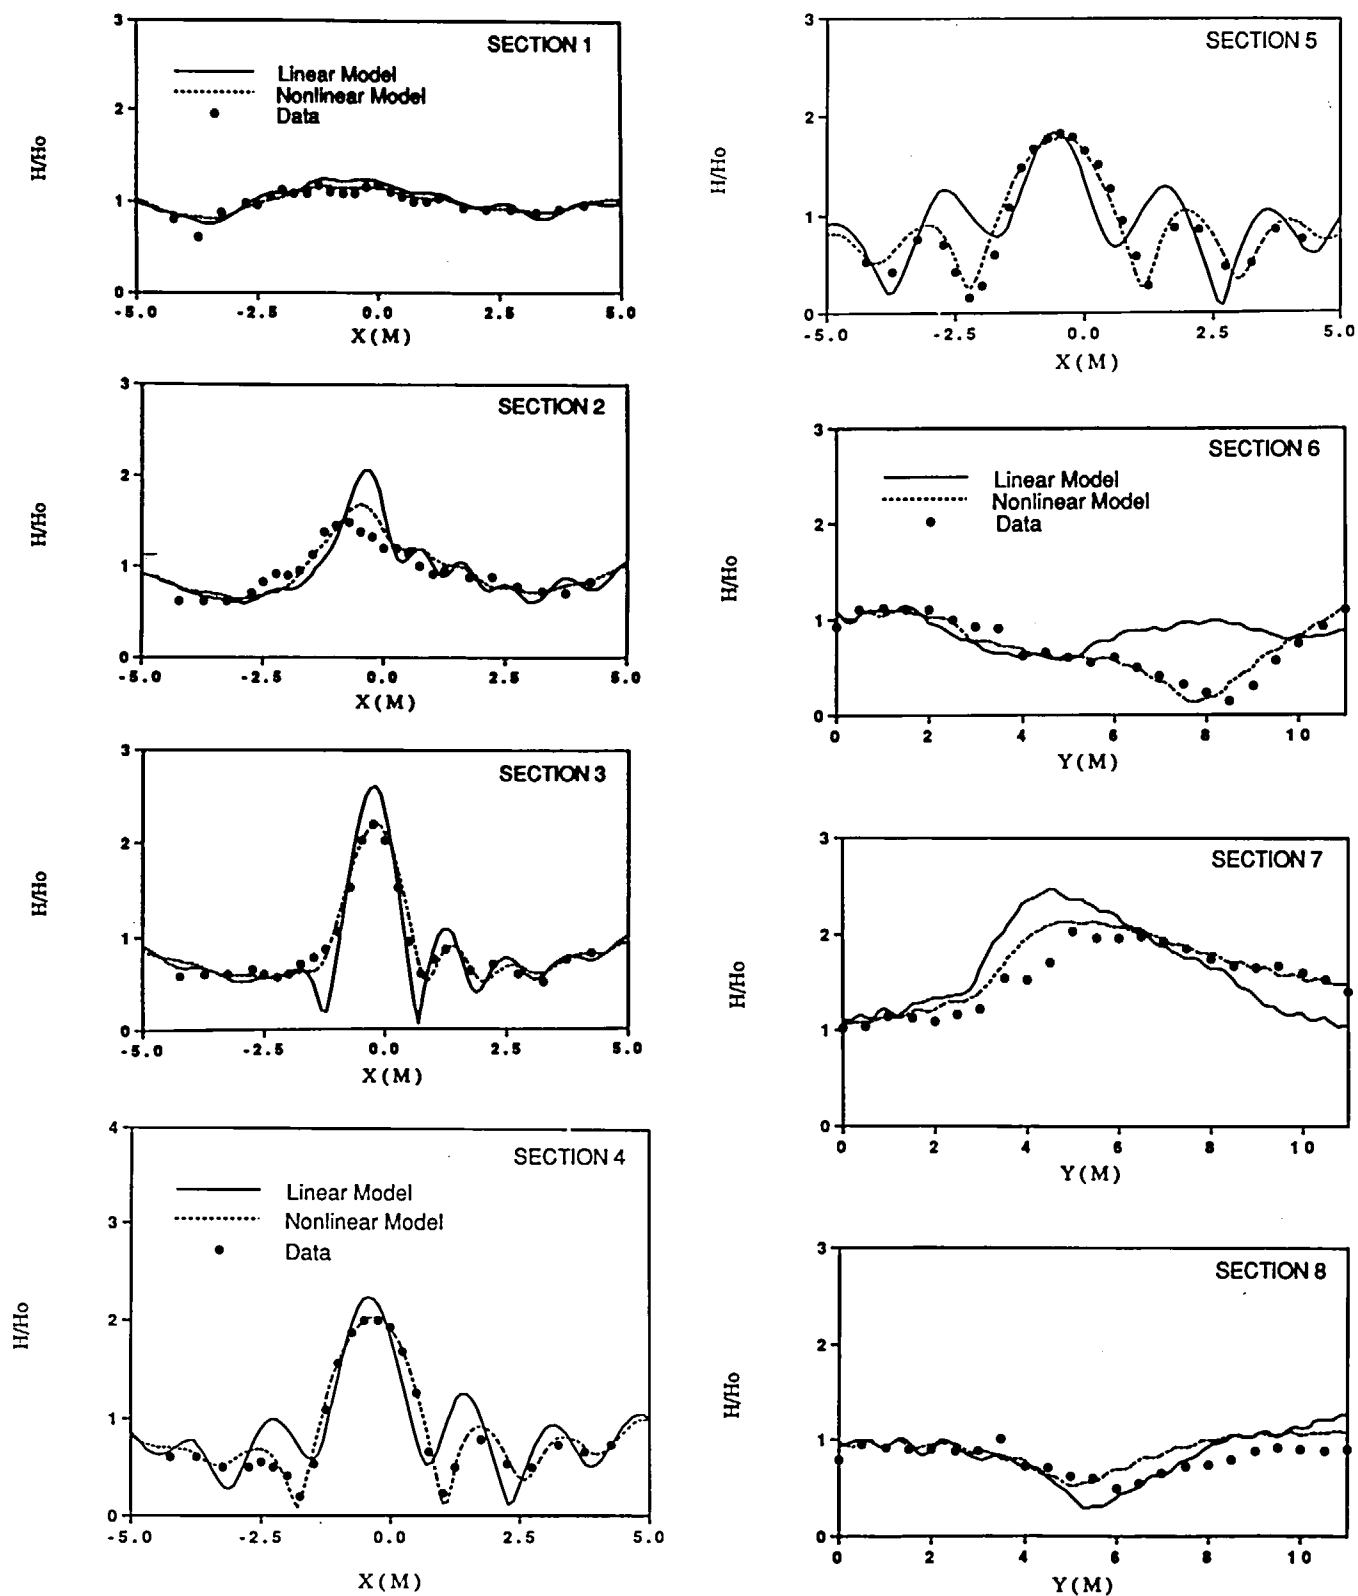 SECTION 1
Linear Model
Nonlinear Model
Data
H/Ho
3
2
1
0
-5.0 -2.5 0.0 2.5 5.0
X(M)
SECTION 2
H/Ho
3
2
1
0
-5.0 -2.5 0.0 2.5 5.0
X(M)
SECTION 3
H/Ho
3
2
1
0
-5.0 -2.5 0.0 2.5 5.0
X(M)
SECTION 4
Linear Model
Nonlinear Model
Data
H/Ho
4
3
2
1
0
-5.0 -2.5 0.0 2.5 5.0
X(M)
SECTION 5
H/Ho
3
2
1
0
-5.0 -2.5 0.0 2.5 5.0
X(M)
SECTION 6
Linear Model
Nonlinear Model
Data
H/Ho
3
2
1
0
0 2 4 6 8 10
Y(M)
SECTION 7
H/Ho
3
2
1
0
0 2 4 6 8 10
Y(M)
SECTION 8
H/Ho
3
2
1
0
0 2 4 6 8 10
Y(M)